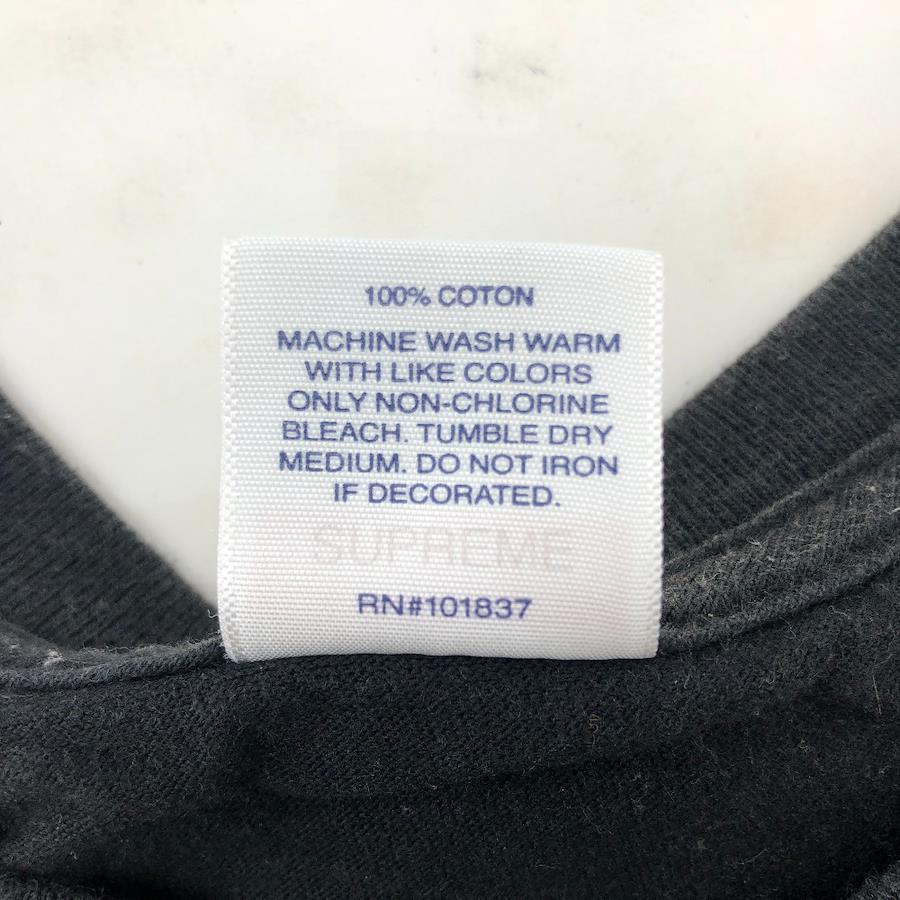 100% COTON
MACHINE WASH WARM
WITH LIKE COLORS
ONLY NON-CHLORINE
BLEACH. TUMBLE DRY
MEDIUM. DO NOT IRON
IF DECORATED.
SUPREME
RN#101837